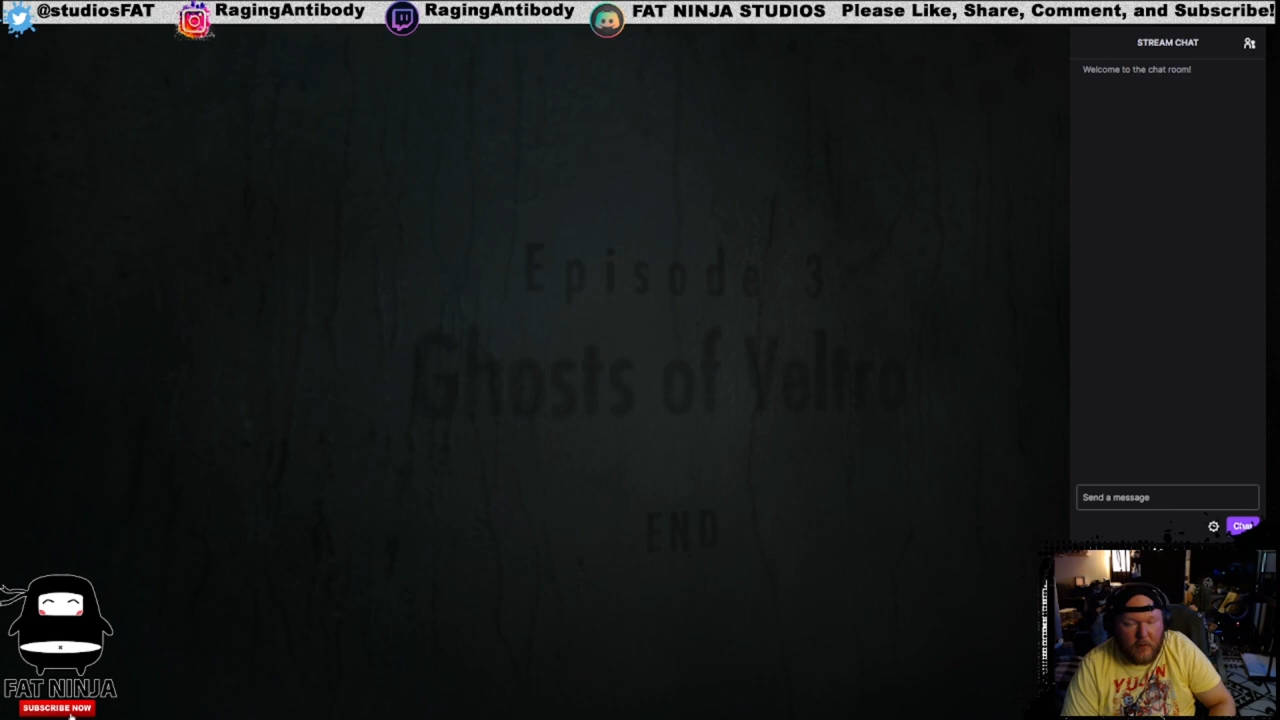 @studiosFAT
RagingAntibody
RagingAntibody
FAT NINJA STUDIOS
Please Like, Share, Comment, and Subscribe!
STREAM CHAT
Welcome to the chat room!
Episode 3
Ghosts of Yeltra
END
Send a message
Chat
FAT NINJA
SUBSCRIBE NOW